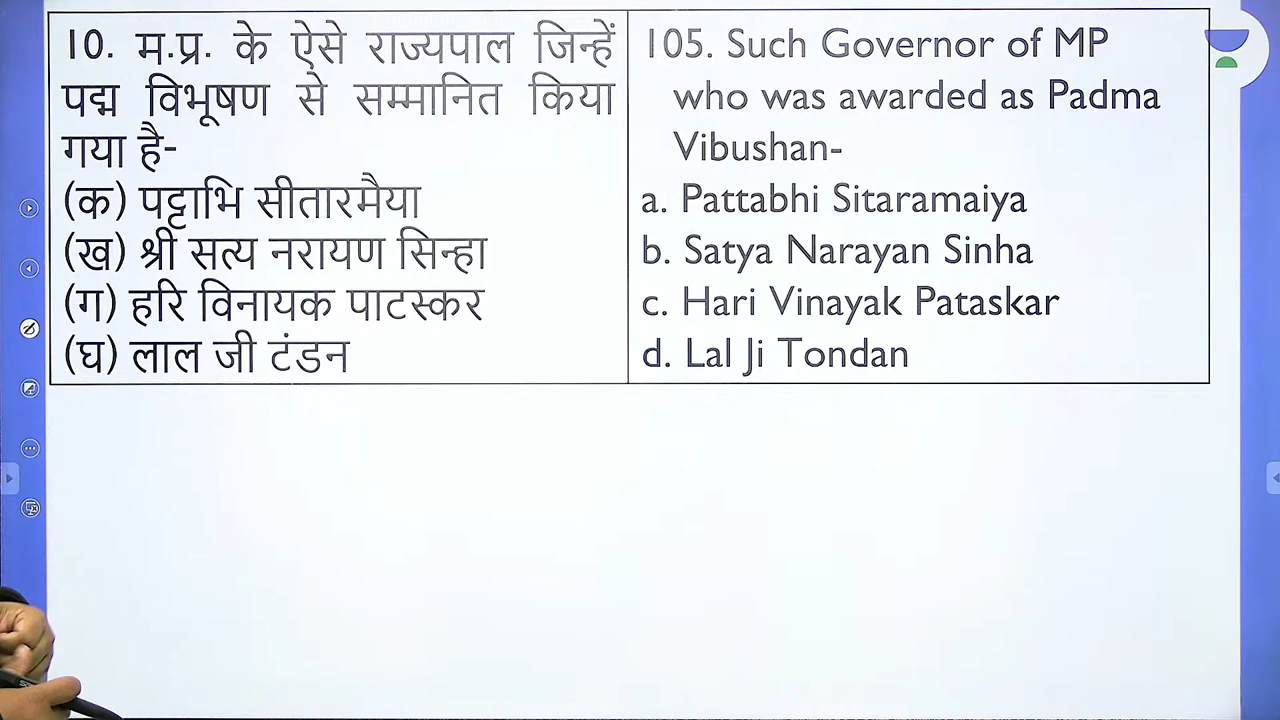 10. म.प्र. के ऐसे राज्यपाल जिन्हें
पद्म विभूषण से सम्मानित किया
गया है-
(क) पट्टाभि सीतारमैया
(ख) श्री सत्य नरायण सिन्हा
(ग) हरि विनायक पाटस्कर
(घ) लाल जी टंडन
105. Such Governor of MP
who was awarded as Padma
Vibushan-
a. Pattabhi Sitaramaiya
b. Satya Narayan Sinha
c. Hari Vinayak Pataskar
d. Lal Ji Tondan